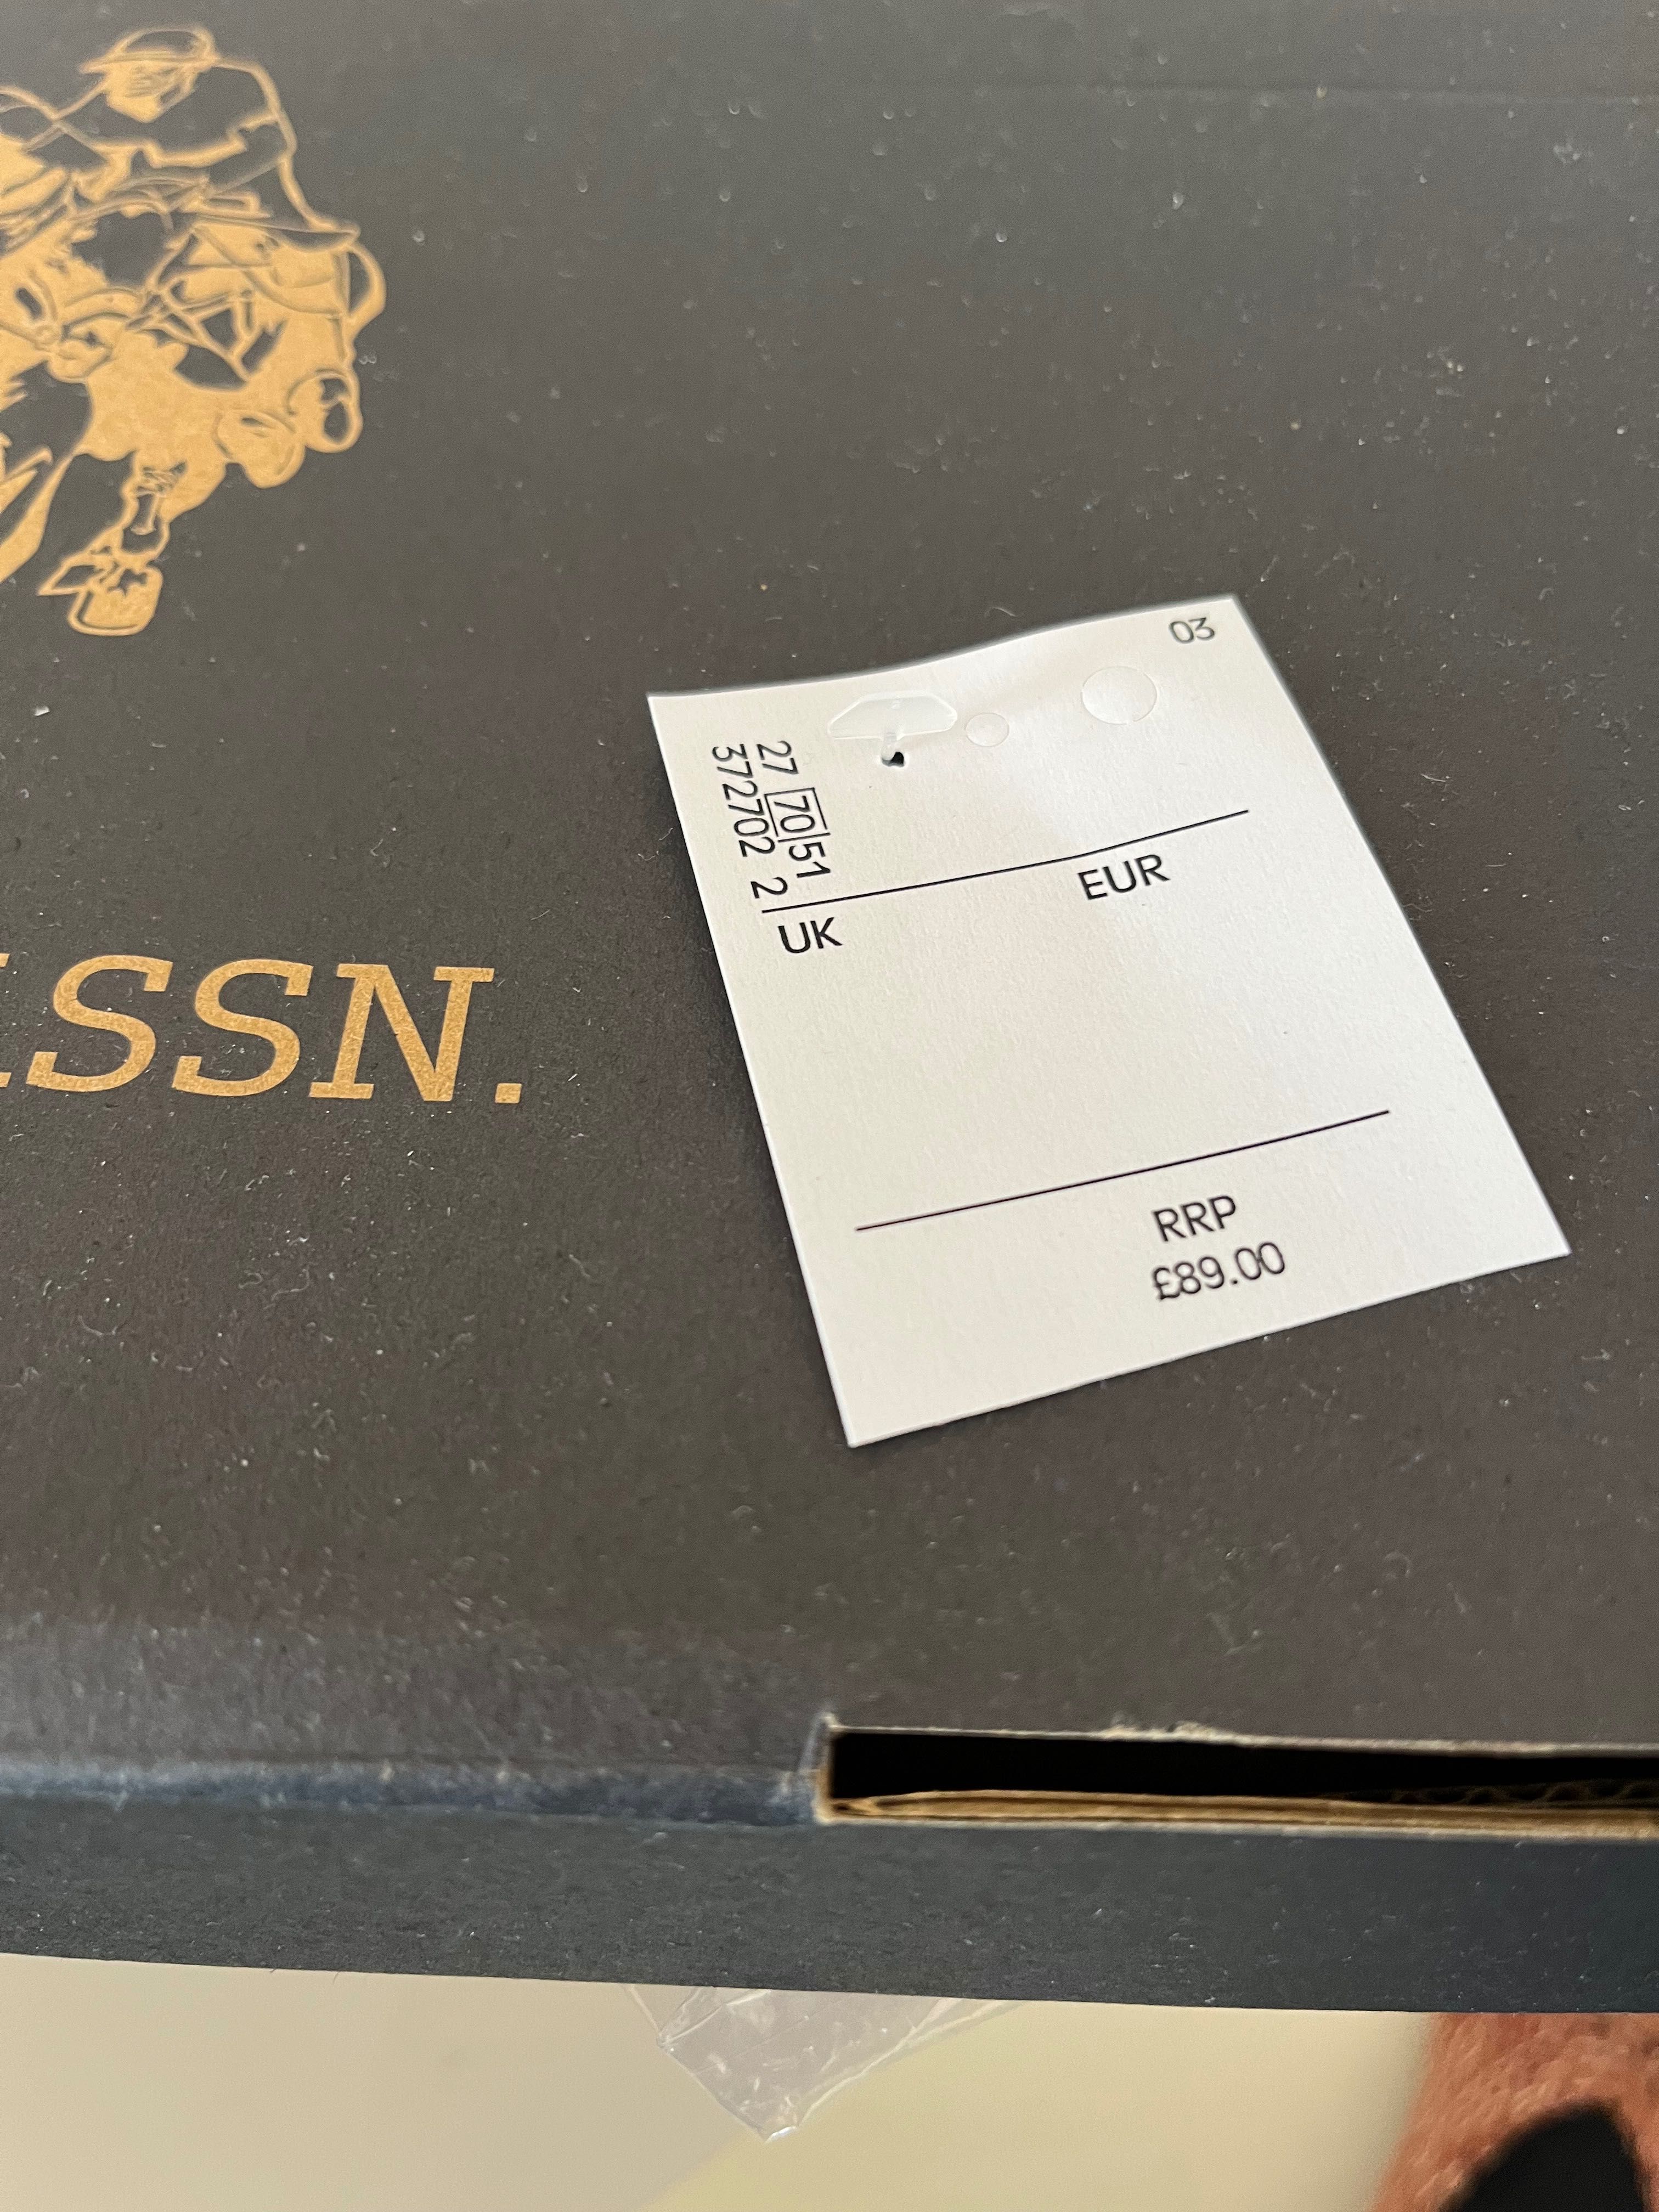 03
27 70 51
372702 2
UK EUR
RRP
£89.00
SSN.